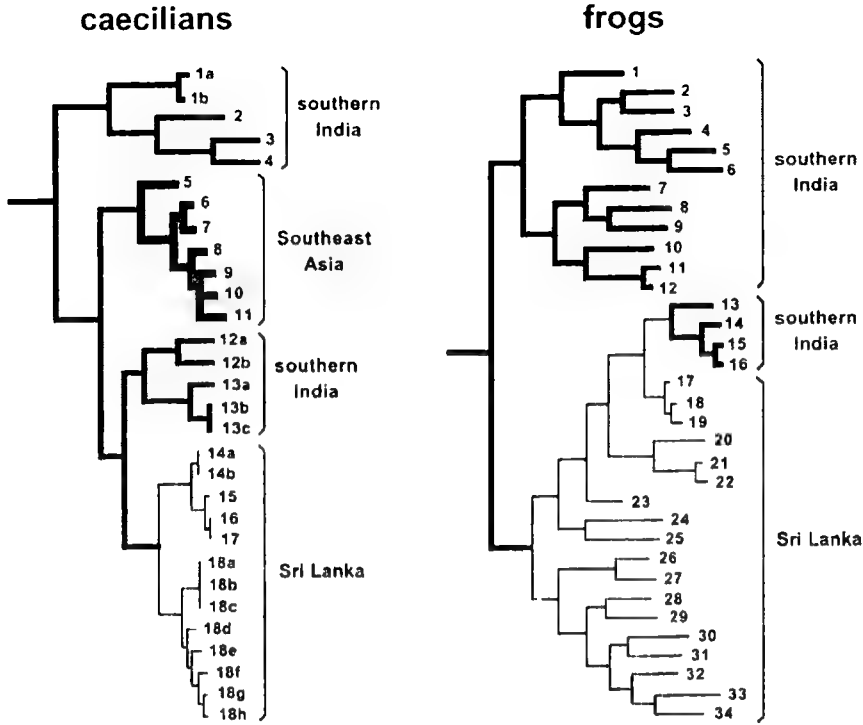 caecilians
1a
1b
2
3
4
southern
India
5
6
7
8
9
10
11
Southeast
Asia
12a
12b
13a
13b
13c
southern
India
14a
14b
15
16
17
18a
18b
18c
18d
18e
18f
18g
18h
Sri Lanka
frogs
1
2
3
4
5
6
7
8
9
10
11
12
southern
India
13
14
15
16
southern
India
17
18
19
20
21
22
23
24
25
26
27
28
29
30
31
32
33
34
Sri Lanka